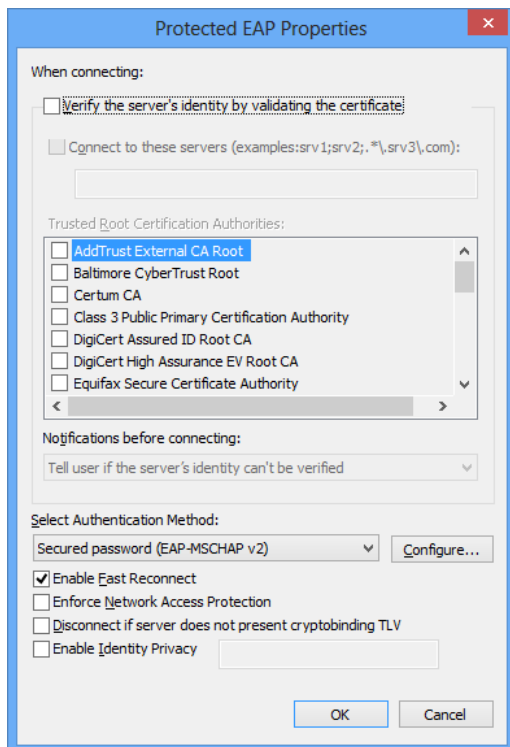 Protected EAP Properties
When connecting:
Verify the server's identity by validating the certificate
Connect to these servers (examples:srv1;srv2;.*\.srv3\.com):
Trusted Root Certification Authorities:
AddTrust External CA Root
Baltimore CyberTrust Root
Certum CA
Class 3 Public Primary Certification Authority
DigiCert Assured ID Root CA
DigiCert High Assurance EV Root CA
Equifax Secure Certificate Authority
Notifications before connecting:
Tell user if the server's identity can't be verified
Select Authentication Method:
Secured password (EAP-MSCHAP v2) Configure...
Enable Fast Reconnect
Enforce Network Access Protection
Disconnect if server does not present cryptobinding TLV
Enable Identity Privacy
OK Cancel